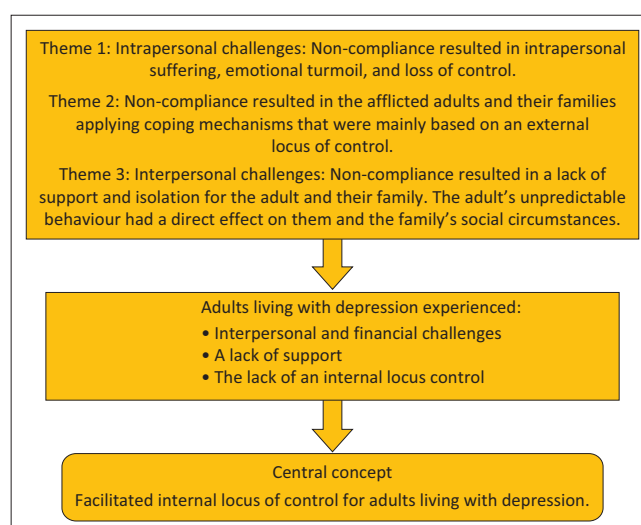 Theme 1: Intrapersonal challenges: Non-compliance resulted in intrapersonal
suffering, emotional turmoil, and loss of control.
Theme 2: Non-compliance resulted in the afflicted adults and their families
applying coping mechanisms that were mainly based on an external
locus of control.
Theme 3: Interpersonal challenges: Non-compliance resulted in a lack of
support and isolation for the adult and their family. The adult’s unpredictable
behaviour had a direct effect on them and the family’s social circumstances.
Adults living with depression experienced:
• Interpersonal and financial challenges
• A lack of support
• The lack of an internal locus control
Central concept
Facilitated internal locus of control for adults living with depression.